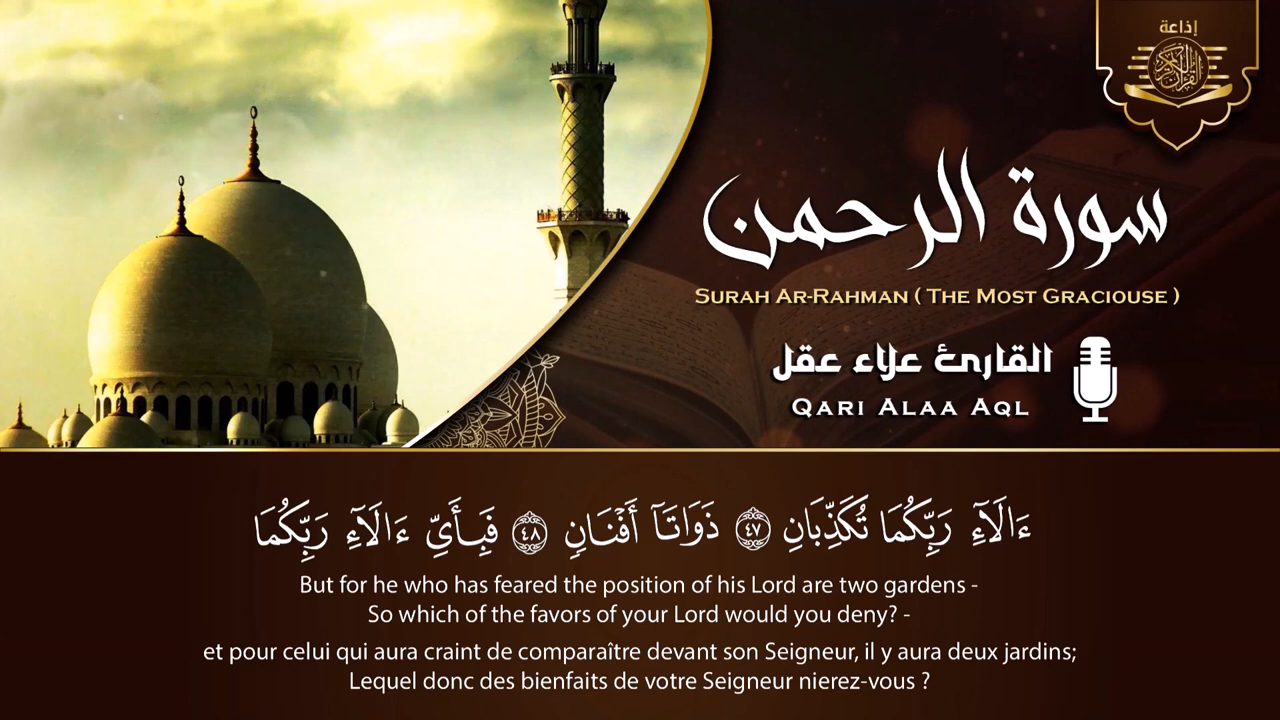 إذاعة
القرآن الكريم
سورة الرحمن
SURAH AR-RAHMAN ( THE MOST GRACIOUSE )
القارئ علاء عقل
QARI ALAA AQL
ءَالَآءِ رَبِّكُمَا تُكَذِّبَانِ ٤٧ ذَوَاتَآ أَفْنَانٍ ٤٨ فَبِأَيِّ ءَالَآءِ رَبِّكُمَا
But for he who has feared the position of his Lord are two gardens -
So which of the favors of your Lord would you deny? -
et pour celui qui aura craint de comparaître devant son Seigneur, il y aura deux jardins;
Lequel donc des bienfaits de votre Seigneur nierez-vous ?